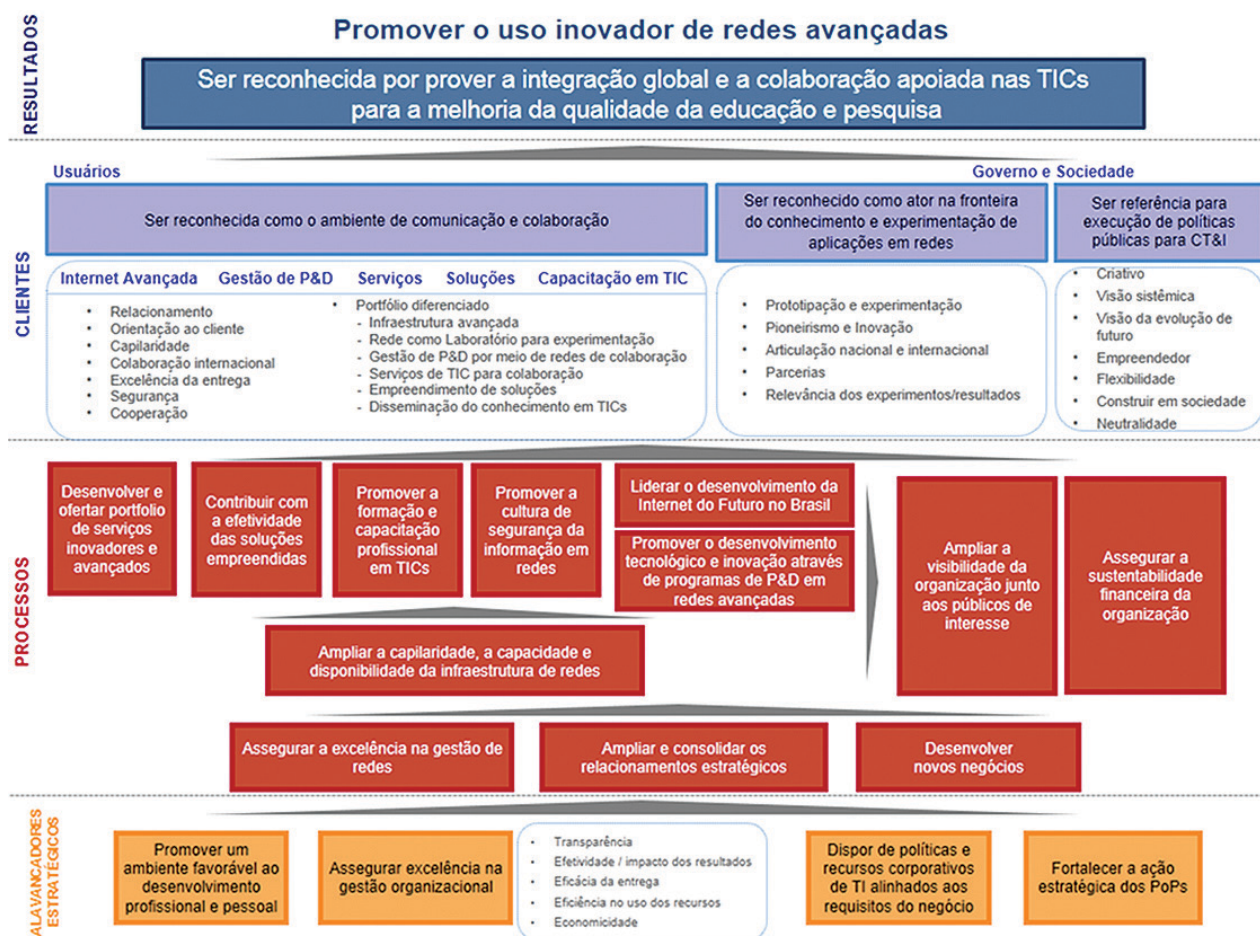 RESULTADOS
Promover o uso inovador de redes avançadas
Ser reconhecida por prover a integração global e a colaboração apoiada nas TICs
para a melhoria da qualidade da educação e pesquisa
CLIENTES
Usuários
Governo e Sociedade
Ser reconhecida como o ambiente de comunicação e colaboração
Ser reconhecido como ator na fronteira
do conhecimento e experimentação de
aplicações em redes
Ser referência para
execução de políticas
públicas para CT&I
Internet Avançada Gestão de P&D Serviços Soluções Capacitação em TIC
• Relacionamento
• Orientação ao cliente
• Capilaridade
• Colaboração internacional
• Excelência da entrega
• Segurança
• Cooperação
• Portfólio diferenciado
- Infraestrutura avançada
- Rede como Laboratório para experimentação
- Gestão de P&D por meio de redes de colaboração
- Serviços de TIC para colaboração
- Empreendimento de soluções
- Disseminação do conhecimento em TICs
• Prototipação e experimentação
• Pioneirismo e Inovação
• Articulação nacional e internacional
• Parcerias
• Relevância dos experimentos/resultados
• Criativo
• Visão sistêmica
• Visão da evolução de
futuro
• Empreendedor
• Flexibilidade
• Construir em sociedade
• Neutralidade
PROCESSOS
Desenvolver e
ofertar portfolio
de serviços
inovadores e
avançados
Contribuir com
a efetividade
das soluções
empreendidas
Promover a
formação e
capacitação
profissional
em TICs
Promover a
cultura de
segurança da
informação em
redes
Liderar o desenvolvimento da
Internet do Futuro no Brasil
Promover o desenvolvimento
tecnológico e inovação através
de programas de P&D em
redes avançadas
Ampliar a
visibilidade da
organização junto
aos públicos de
interesse
Assegurar a
sustentabilidade
financeira da
organização
Ampliar a capilaridade, a capacidade e
disponibilidade da infraestrutura de redes
Assegurar a excelência na gestão de
redes
Ampliar e consolidar os
relacionamentos estratégicos
Desenvolver
novos negócios
ALAVANCADORES
ESTRATÉGICOS
Promover um
ambiente favorável ao
desenvolvimento
profissional e pessoal
Assegurar excelência na
gestão organizacional
• Transparência
• Efetividade / impacto dos resultados
• Eficácia da entrega
• Eficiência no uso dos recursos
• Economicidade
Dispor de políticas e
recursos corporativos
de TI alinhados aos
requisitos do negócio
Fortalecer a ação
estratégica dos PoPs